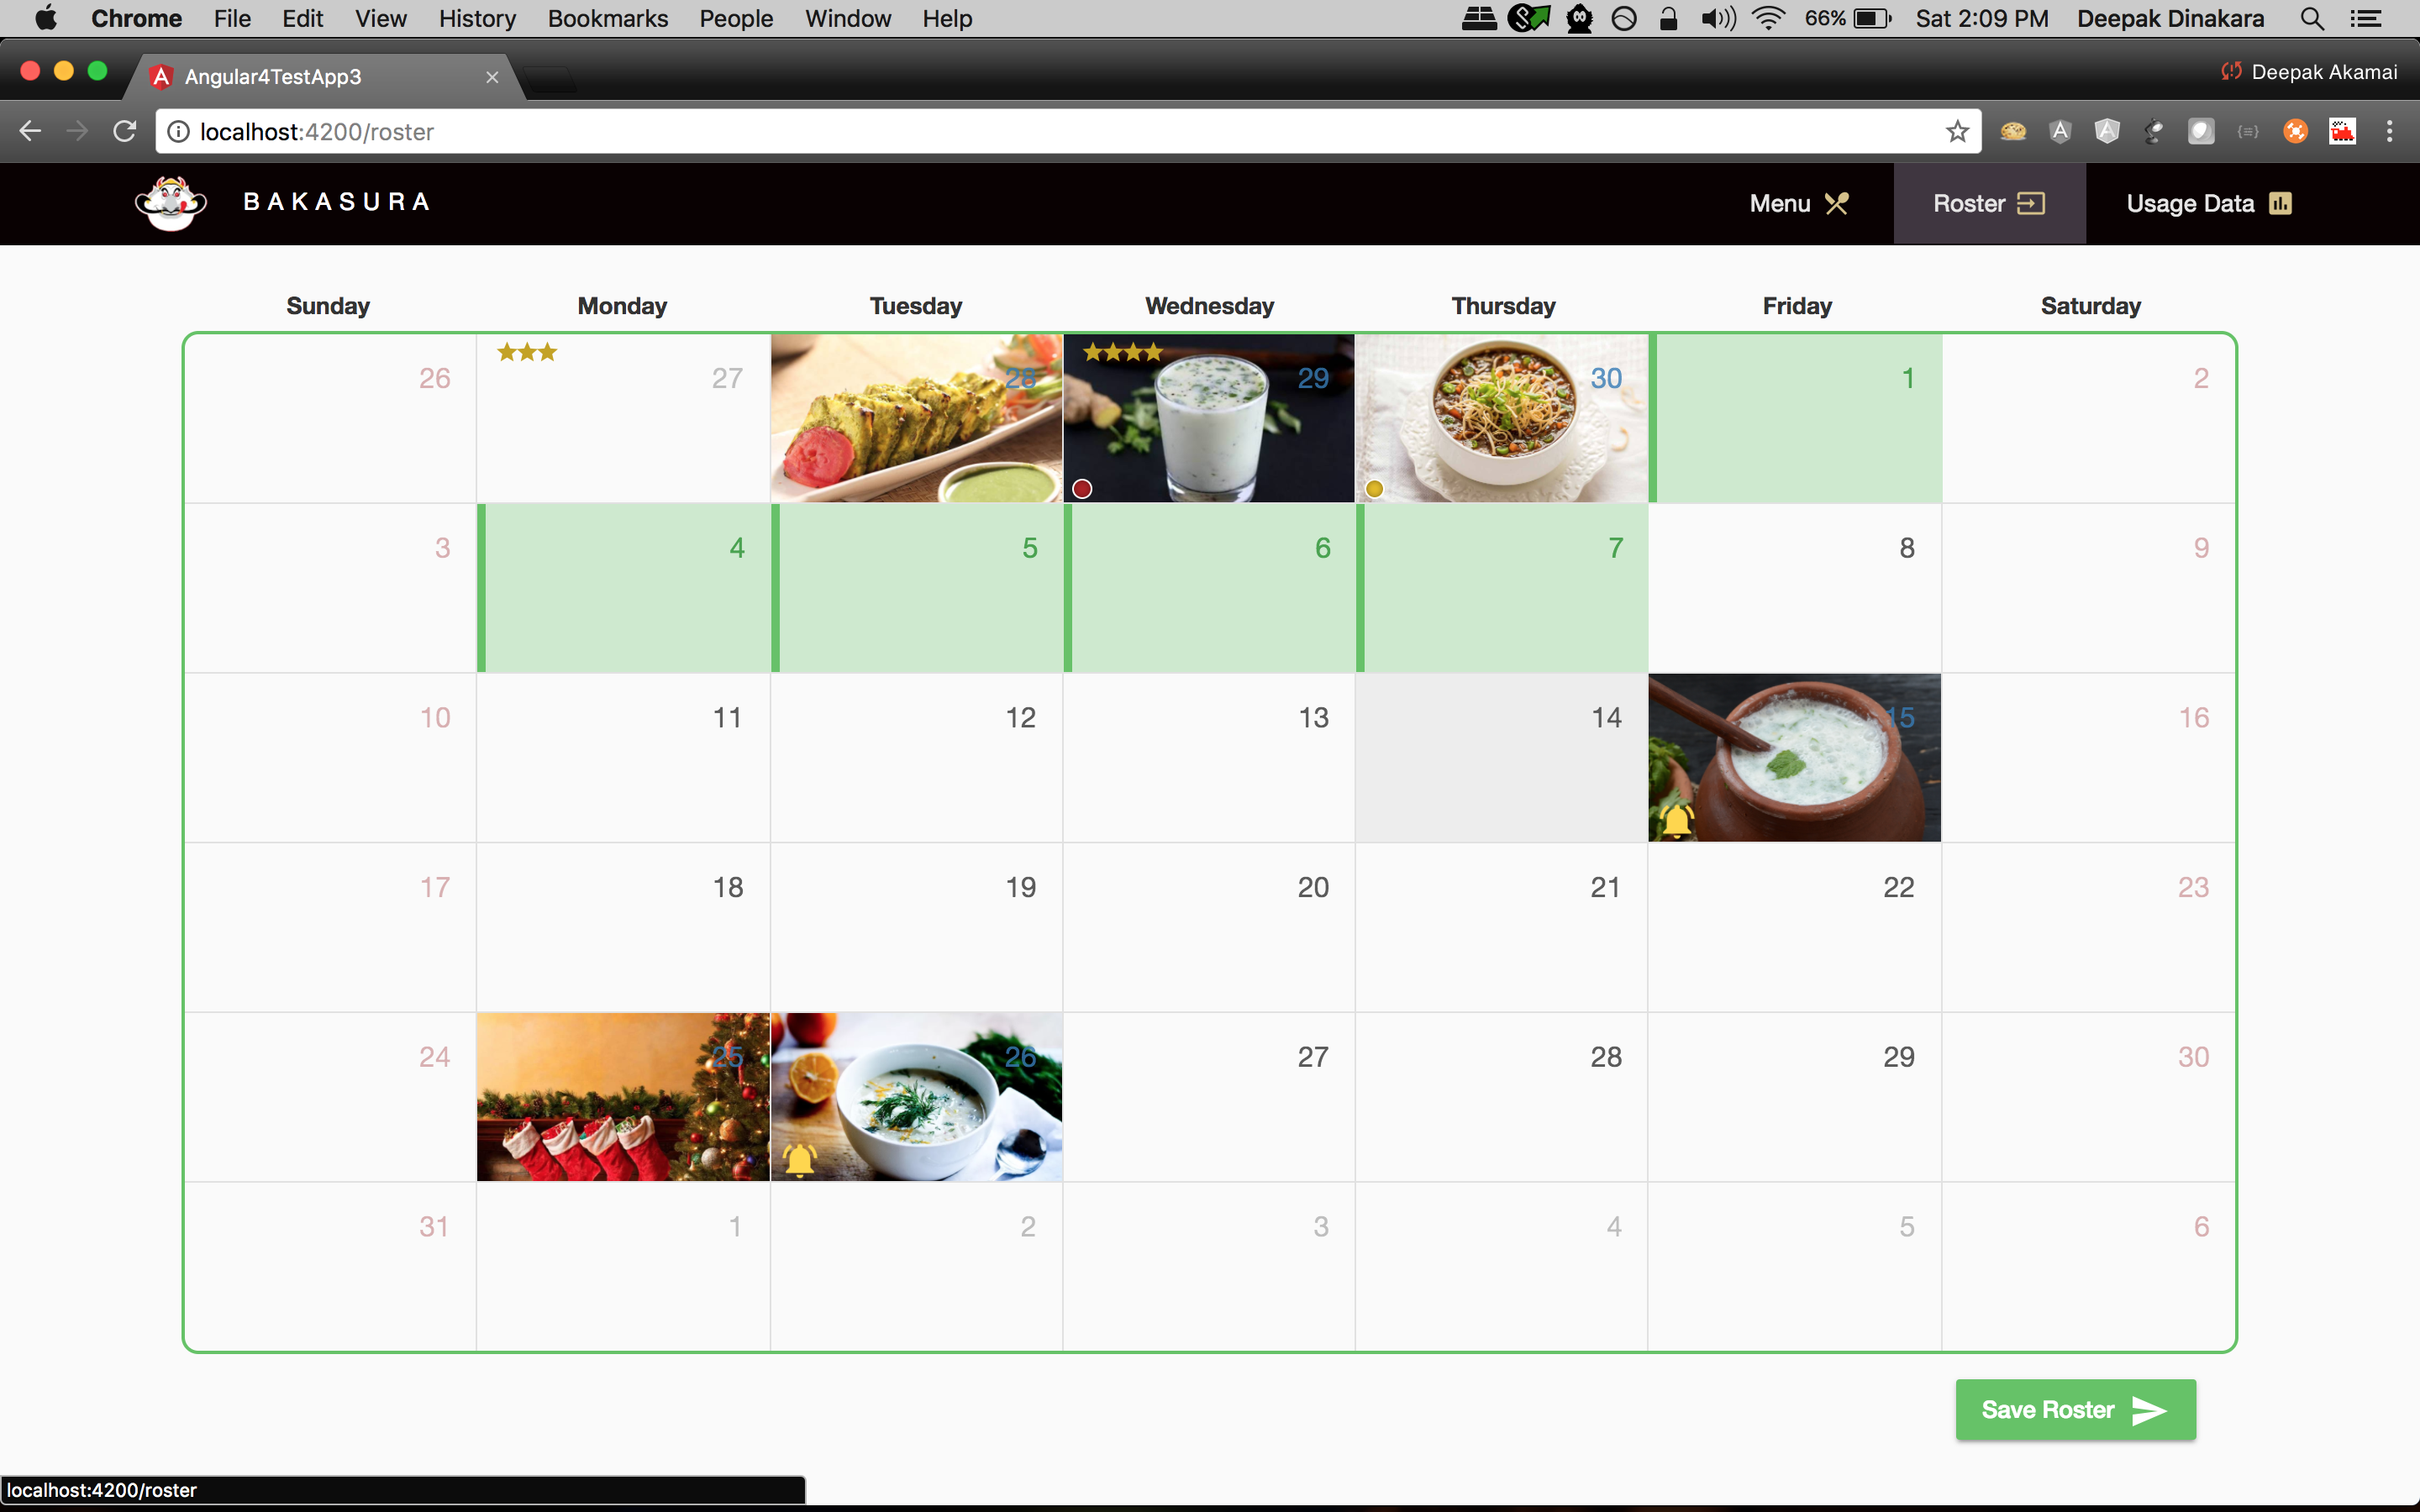 Chrome File Edit View History Bookmarks People Window Help 66% Sat 2:09 PM Deepak Dinakara
Angular4TestApp3 Deepak Akamai
localhost:4200/roster
BAKASURA Menu Roster Usage Data
Sunday Monday Tuesday Wednesday Thursday Friday Saturday
26 27 28 29 30 1 2
3 4 5 6 7 8 9
10 11 12 13 14 15 16
17 18 19 20 21 22 23
24 25 26 27 28 29 30
31 1 2 3 4 5 6
Save Roster
localhost:4200/roster